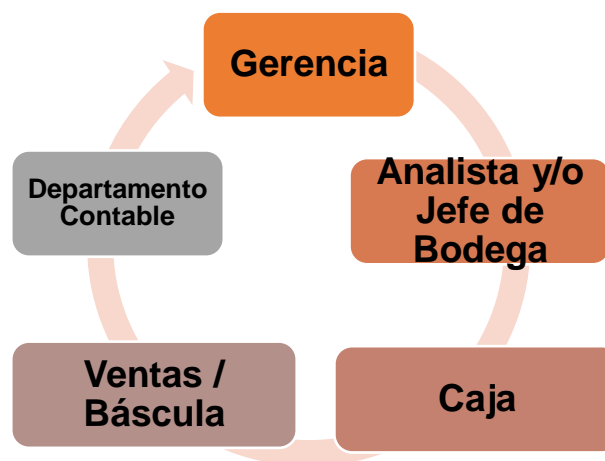 Gerencia
Analista y/o
Jefe de
Bodega
Caja
Ventas /
Báscula
Departamento
Contable